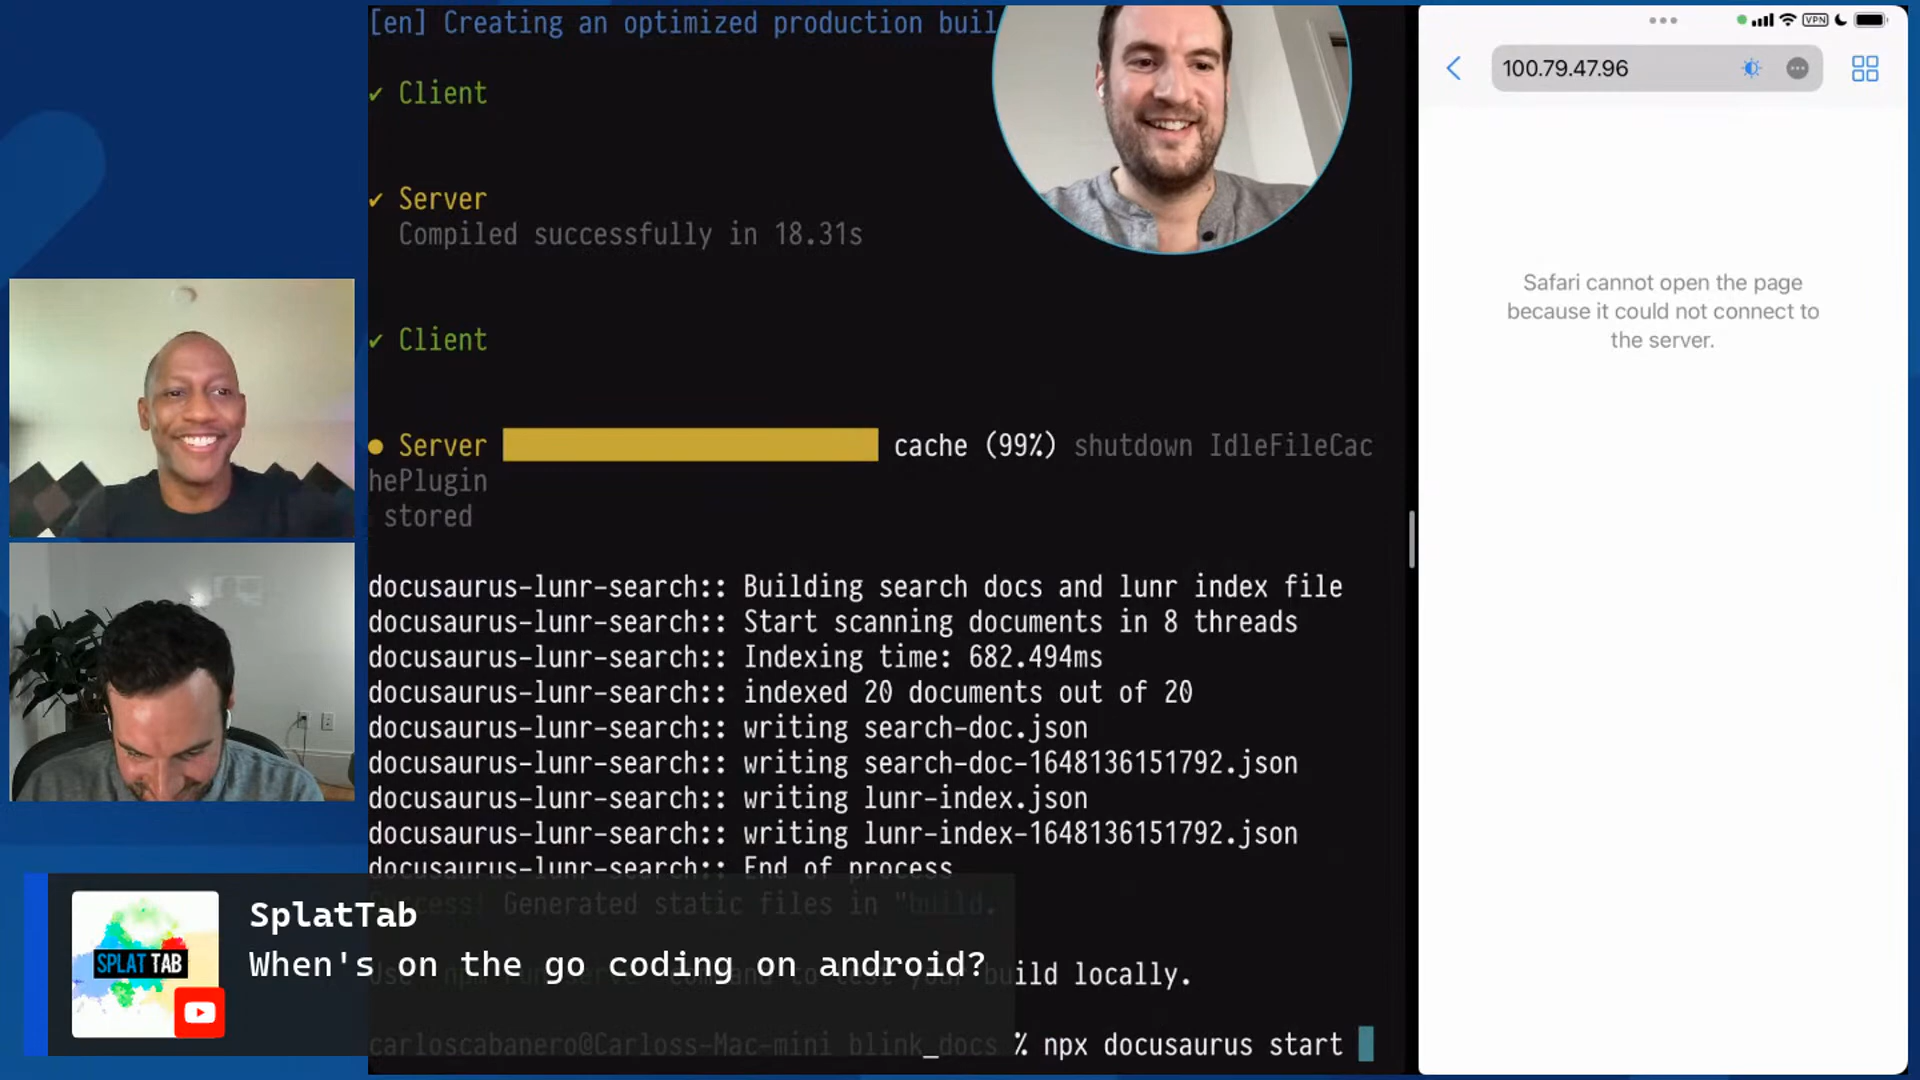 [en] Creating an optimized production buil
✔ Client
✔ Server
Compiled successfully in 18.31s
✔ Client
● Server cache (99%) shutdown IdleFileCac
hePlugin
stored
docusaurus-lunr-search:: Building search docs and lunr index file
docusaurus-lunr-search:: Start scanning documents in 8 threads
docusaurus-lunr-search:: Indexing time: 682.494ms
docusaurus-lunr-search:: indexed 20 documents out of 20
docusaurus-lunr-search:: writing search-doc.json
docusaurus-lunr-search:: writing search-doc-1648136151792.json
docusaurus-lunr-search:: writing lunr-index.json
docusaurus-lunr-search:: writing lunr-index-1648136151792.json
docusaurus-lunr-search:: End of process
Generated static files in "build.
build locally.
carloscabanero@Carloss-Mac-mini blink_docs % npx docusaurus start
VPN
100.79.47.96
Safari cannot open the page
because it could not connect to
the server.
SPLAT TAB
SplatTab
When's on the go coding on android?